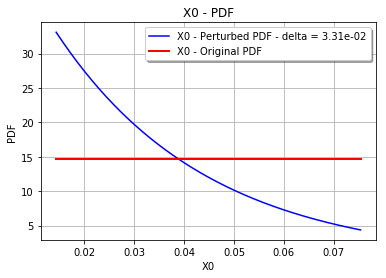 X0 - PDF
X0 - Perturbed PDF - delta = 3.31e-02
X0 - Original PDF
PDF
30
25
20
15
10
5
0.02 0.03 0.04 0.05 0.06 0.07
X0